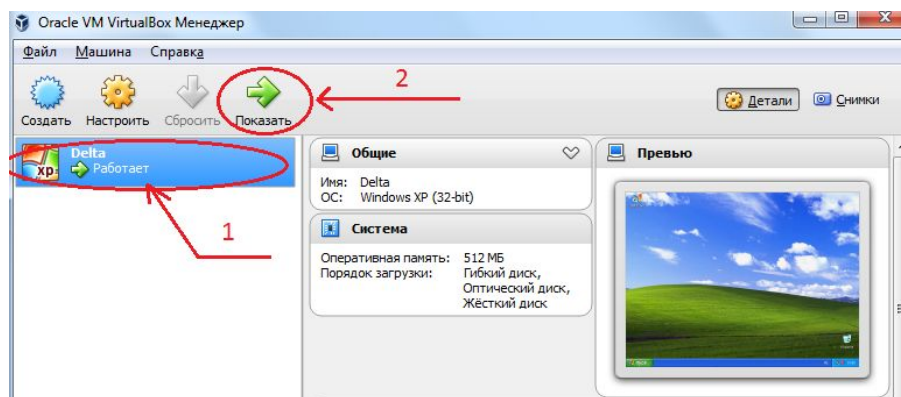 Oracle VM VirtualBox Менеджер
Файл Машина Справка
2
Создать Настроить Сбросить Показать
Детали Снимки
Delta
Работает
xp
1
Общие
Имя: Delta
ОС: Windows XP (32-bit)
Система
Оперативная память: 512 МБ
Порядок загрузки: Гибкий диск,
Оптический диск,
Жёсткий диск
Превью